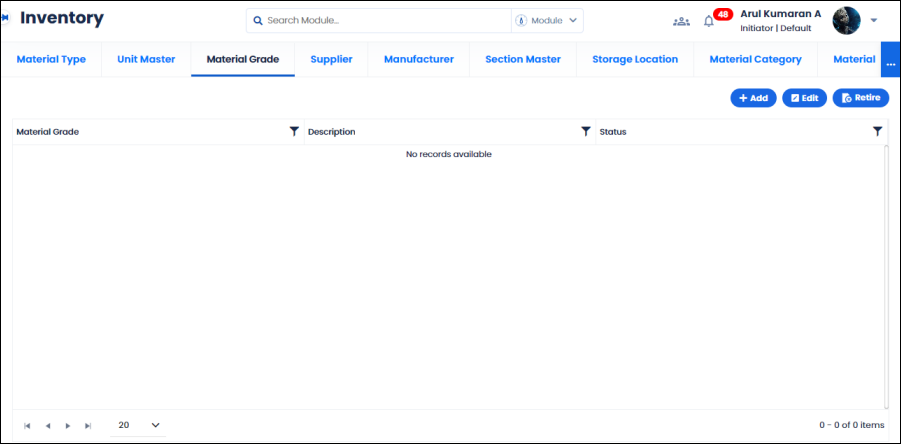 Inventory
Search Module..
Module
48
Arul Kumaran A
Initiator | Default
Material Type Unit Master Material Grade Supplier Manufacturer Section Master Storage Location Material Category Material ...
+ Add Edit Retire
Material Grade Description Status
No records available
20
0 - 0 of 0 items